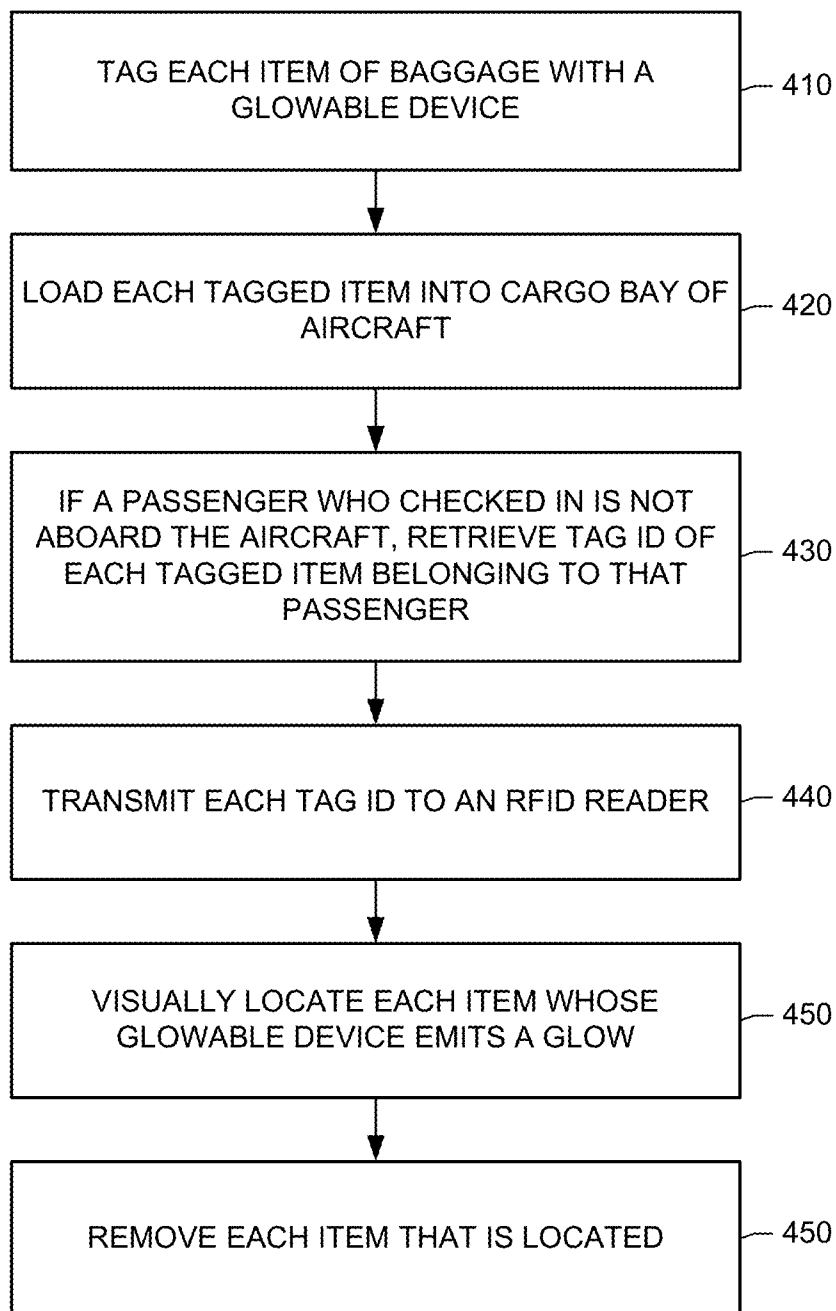 TAG EACH ITEM OF BAGGAGE WITH A
GLOWABLE DEVICE
410
LOAD EACH TAGGED ITEM INTO CARGO BAY OF
AIRCRAFT
420
IF A PASSENGER WHO CHECKED IN IS NOT
ABOARD THE AIRCRAFT, RETRIEVE TAG ID OF
EACH TAGGED ITEM BELONGING TO THAT
PASSENGER
430
TRANSMIT EACH TAG ID TO AN RFID READER
440
VISUALLY LOCATE EACH ITEM WHOSE
GLOWABLE DEVICE EMITS A GLOW
450
REMOVE EACH ITEM THAT IS LOCATED
450